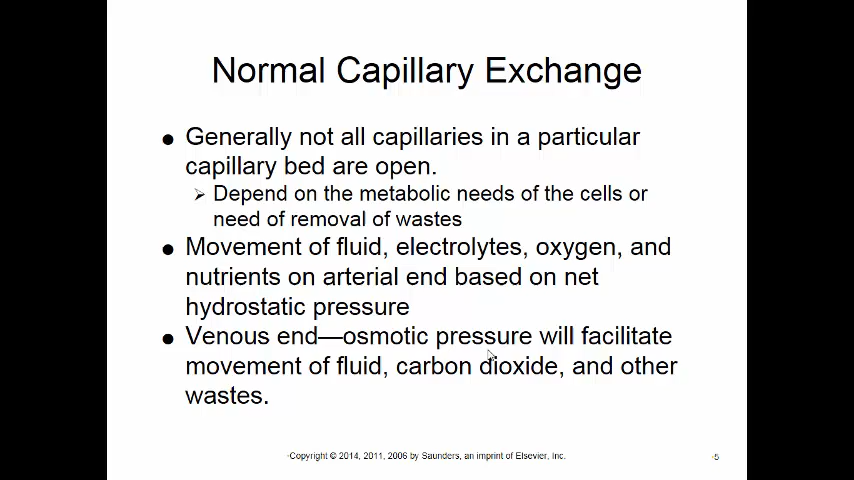 Normal Capillary Exchange
● Generally not all capillaries in a particular
capillary bed are open.
➢ Depend on the metabolic needs of the cells or
need of removal of wastes
● Movement of fluid, electrolytes, oxygen, and
nutrients on arterial end based on net
hydrostatic pressure
● Venous end—osmotic pressure will facilitate
movement of fluid, carbon dioxide, and other
wastes.
•Copyright © 2014, 2011, 2006 by Saunders, an imprint of Elsevier, Inc.
•5